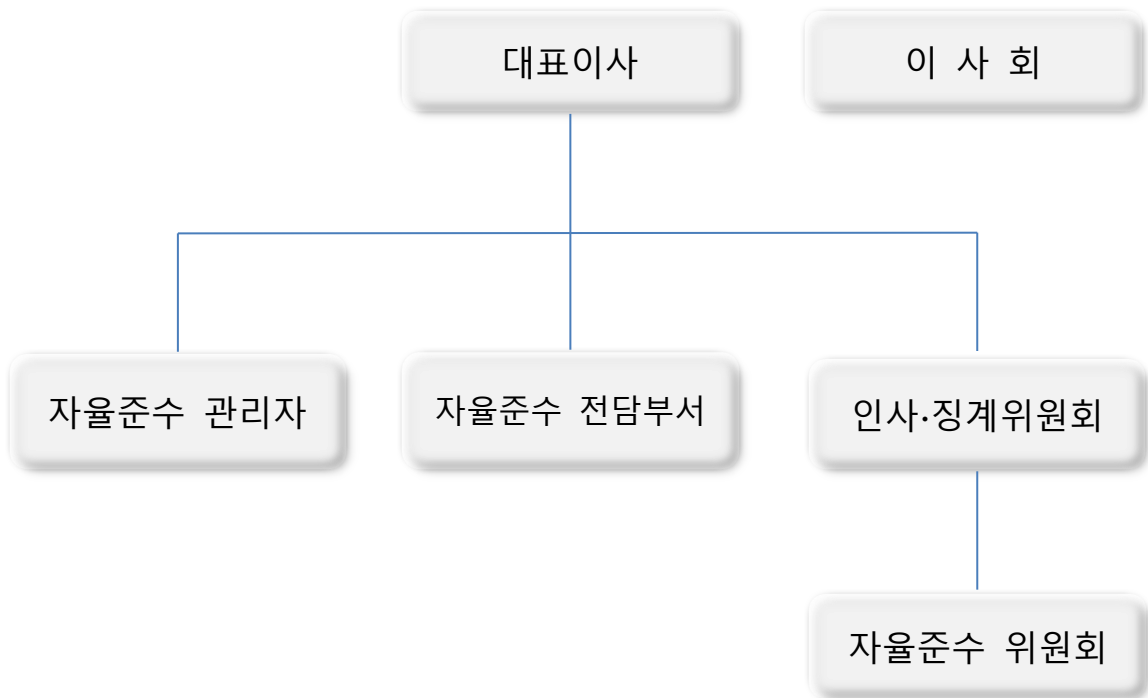 대표이사
이 사 회
자율준수 관리자
자율준수 전담부서
인사·징계위원회
자율준수 위원회